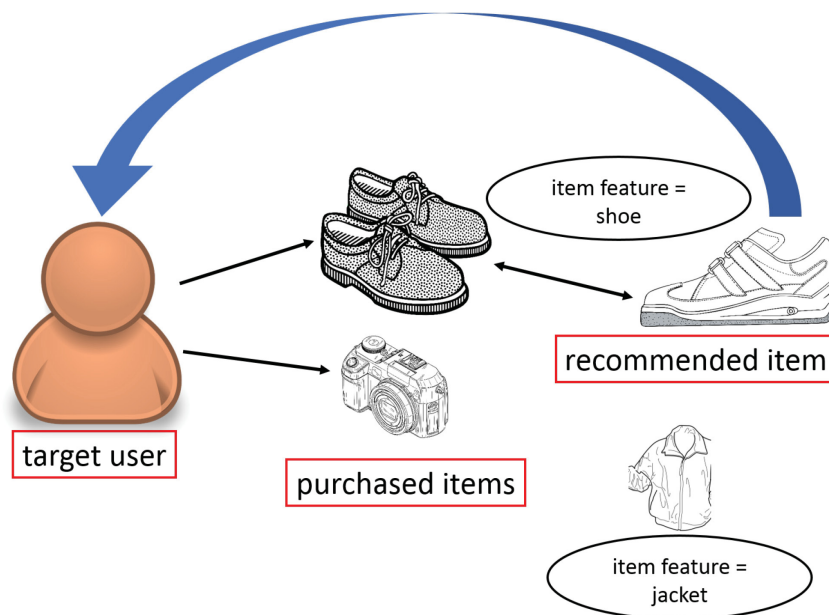 item feature =
shoe
recommended item
target user
purchased items
item feature =
jacket